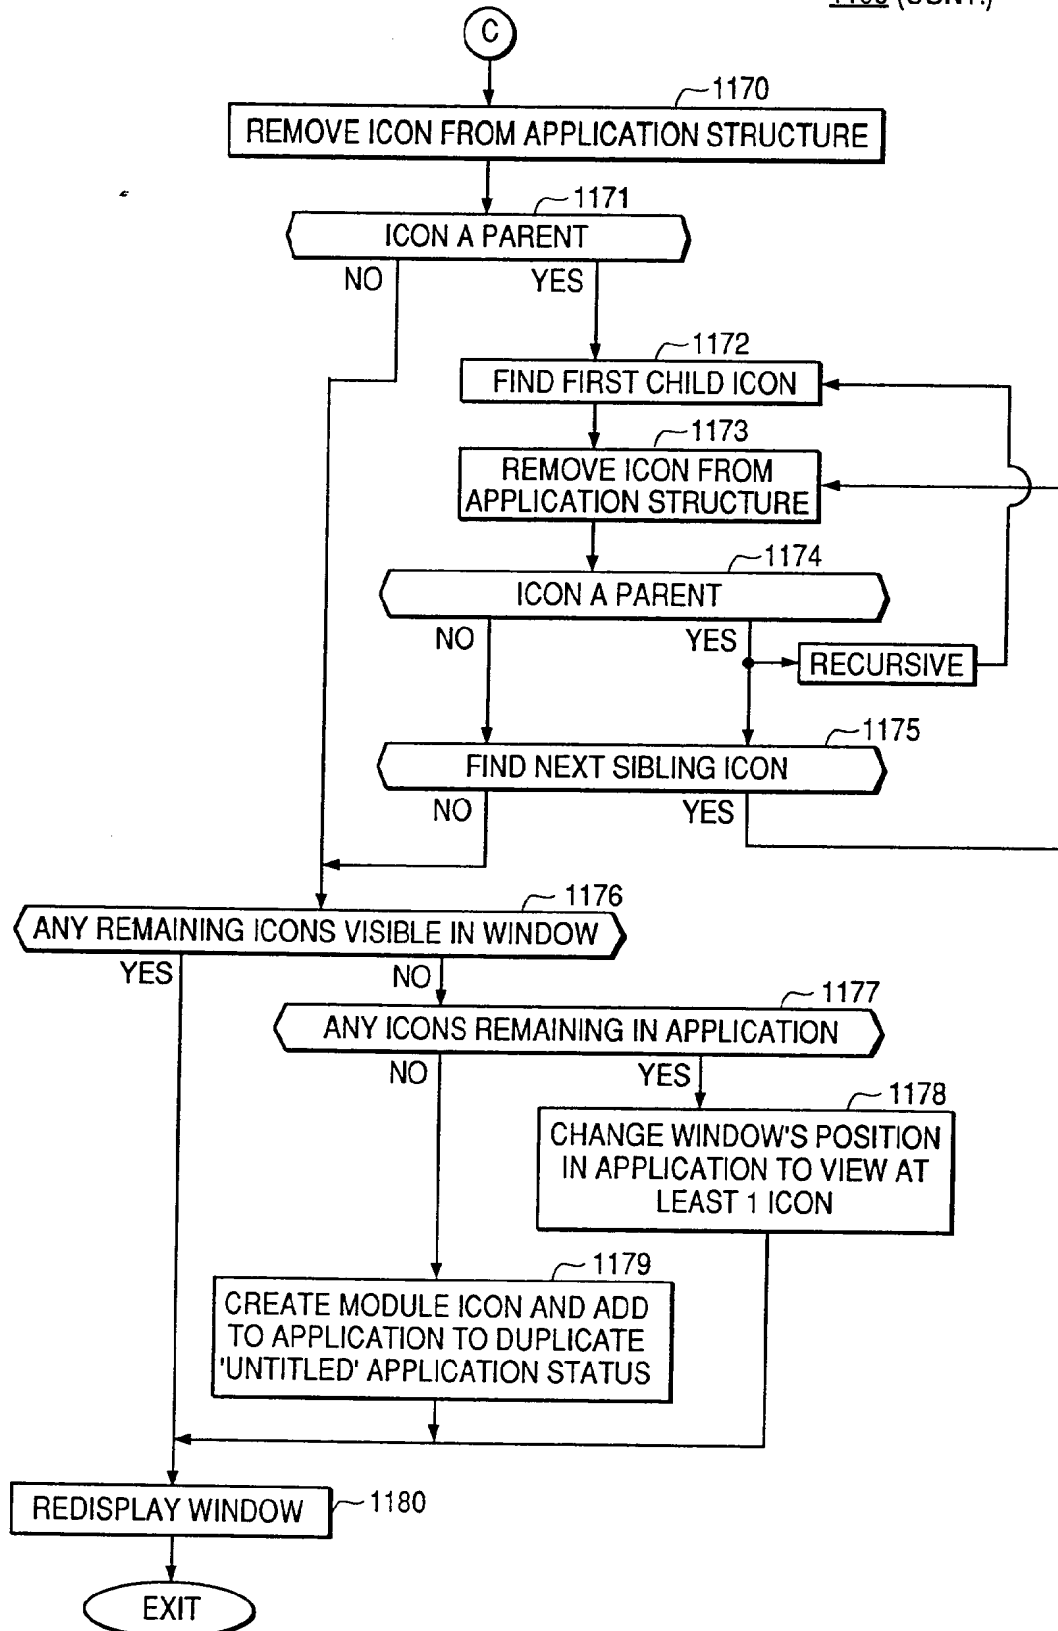 (CONT.)
C
1170
REMOVE ICON FROM APPLICATION STRUCTURE
1171
ICON A PARENT
NO
YES
1172
FIND FIRST CHILD ICON
1173
REMOVE ICON FROM
APPLICATION STRUCTURE
1174
ICON A PARENT
NO
YES
RECURSIVE
1175
FIND NEXT SIBLING ICON
NO
YES
1176
ANY REMAINING ICONS VISIBLE IN WINDOW
YES
NO
1177
ANY ICONS REMAINING IN APPLICATION
NO
YES
1178
CHANGE WINDOW'S POSITION
IN APPLICATION TO VIEW AT
LEAST 1 ICON
1179
CREATE MODULE ICON AND ADD
TO APPLICATION TO DUPLICATE
'UNTITLED' APPLICATION STATUS
REDISPLAY WINDOW
1180
EXIT